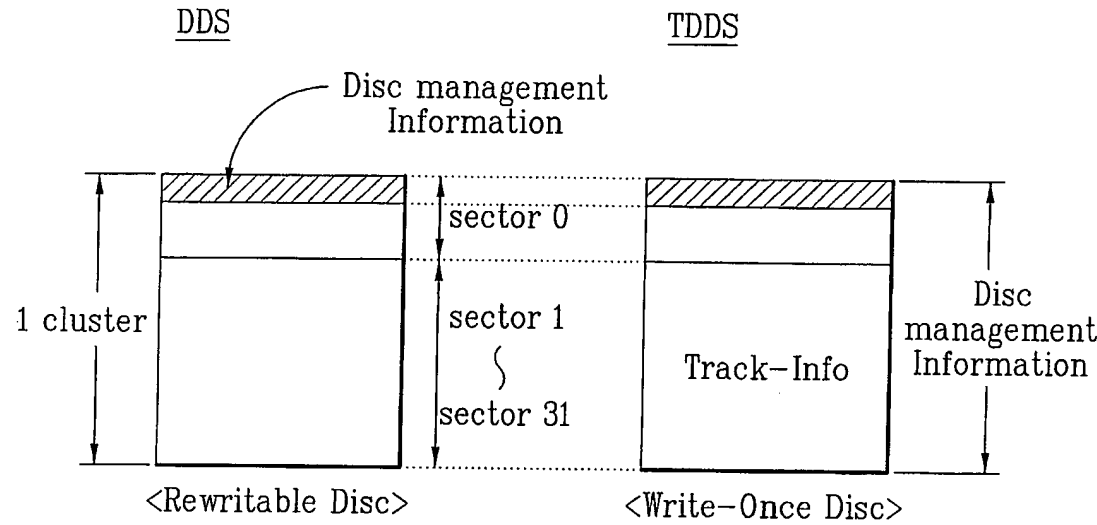 DDS
TDDS
Disc management
Information
sector 0
1 cluster
sector 1
sector 31
Track-Info
Disc
management
Information
<Rewritable Disc>
<Write-Once Disc>